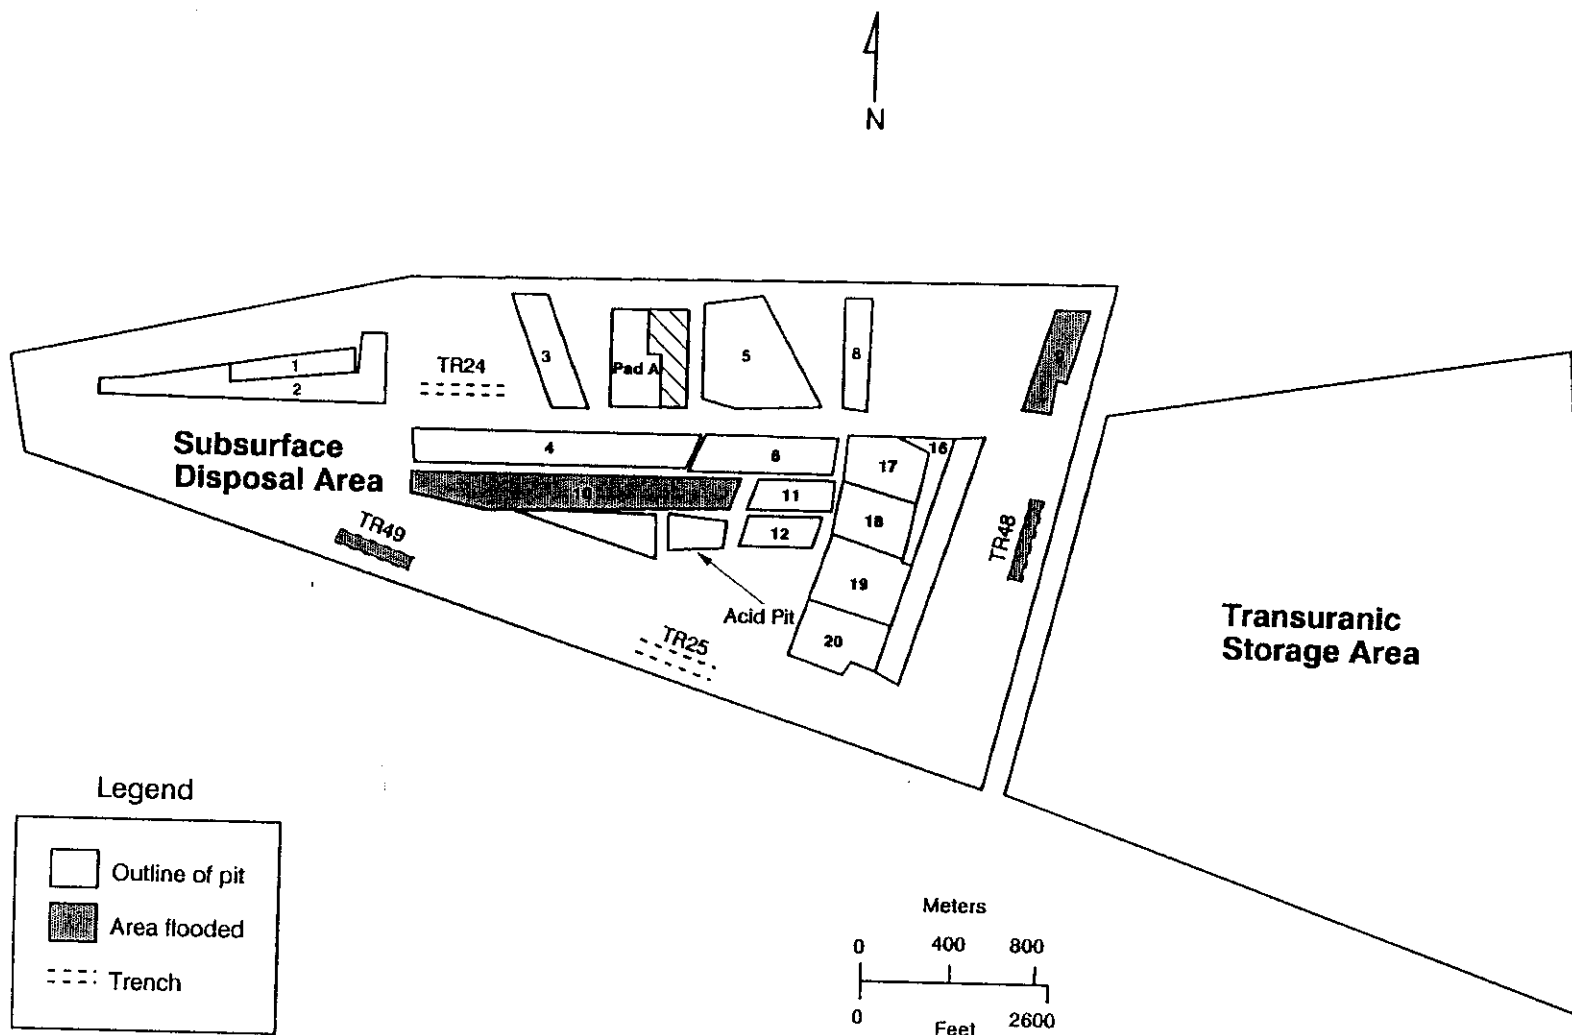 N
1
2
TR24
3
Pad A
5
8
9
Subsurface
Disposal Area
4
6
16
17
10
11
18
12
TR49
TR48
19
Acid Pit
TR25
20
Transuranic
Storage Area
Legend
Outline of pit
Area flooded
Trench
Meters
0 400 800
0 2600
Feet